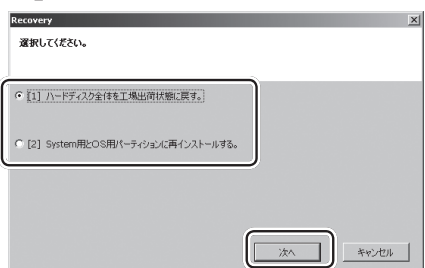 Recovery
選択してください。
[1] ハードディスク全体を工場出荷状態に戻す。
[2] System用とOS用パーティションに再インストールする。
次へ
キャンセル